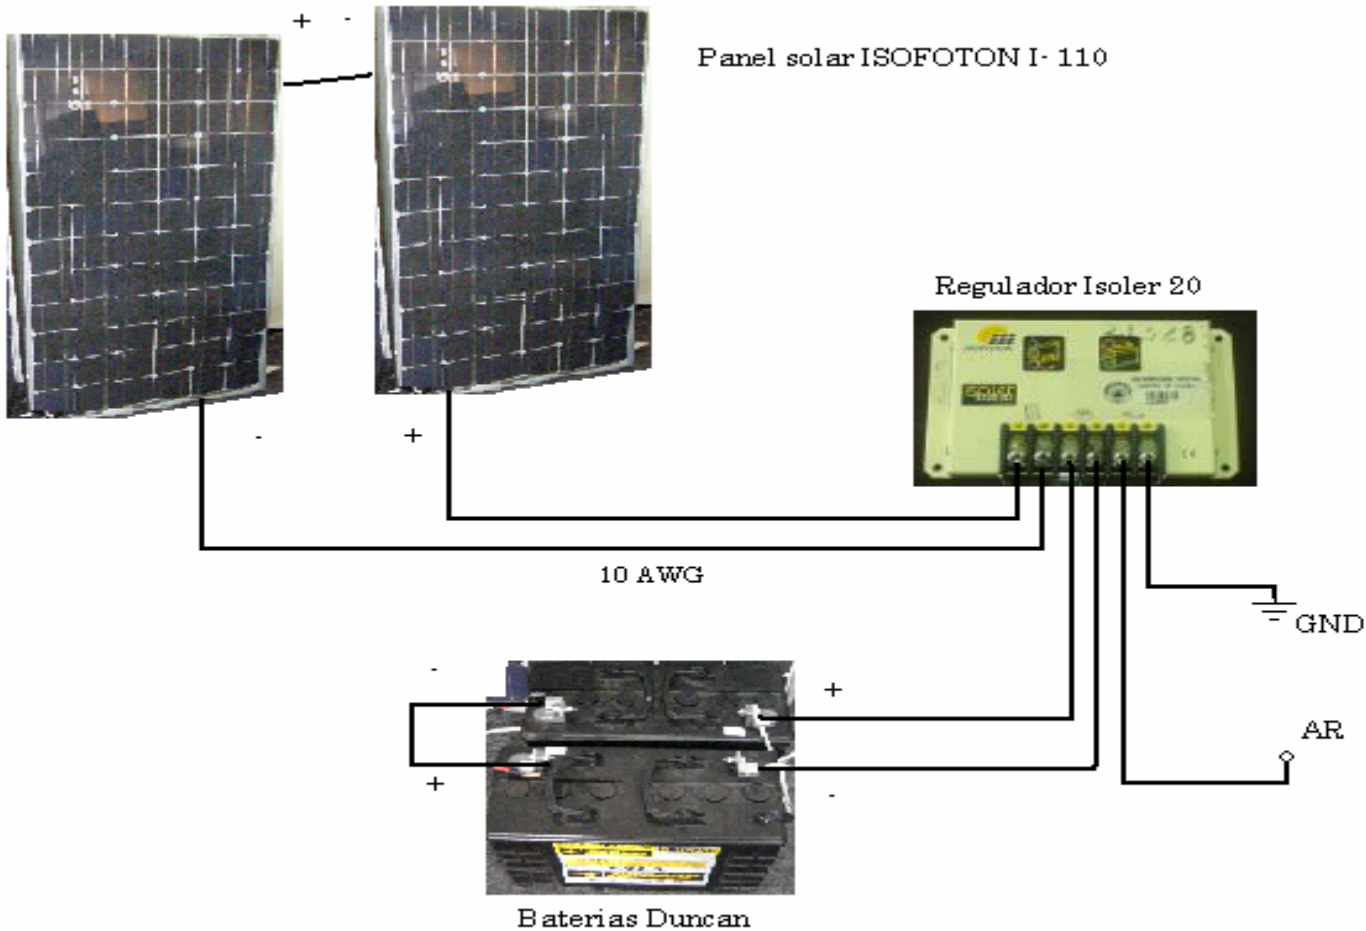 + -
Panel solar ISOFOTON I- 110
Regulador Isoler 20
- +
10 AWG
GND
- +
AR
+ -
Baterias Duncan